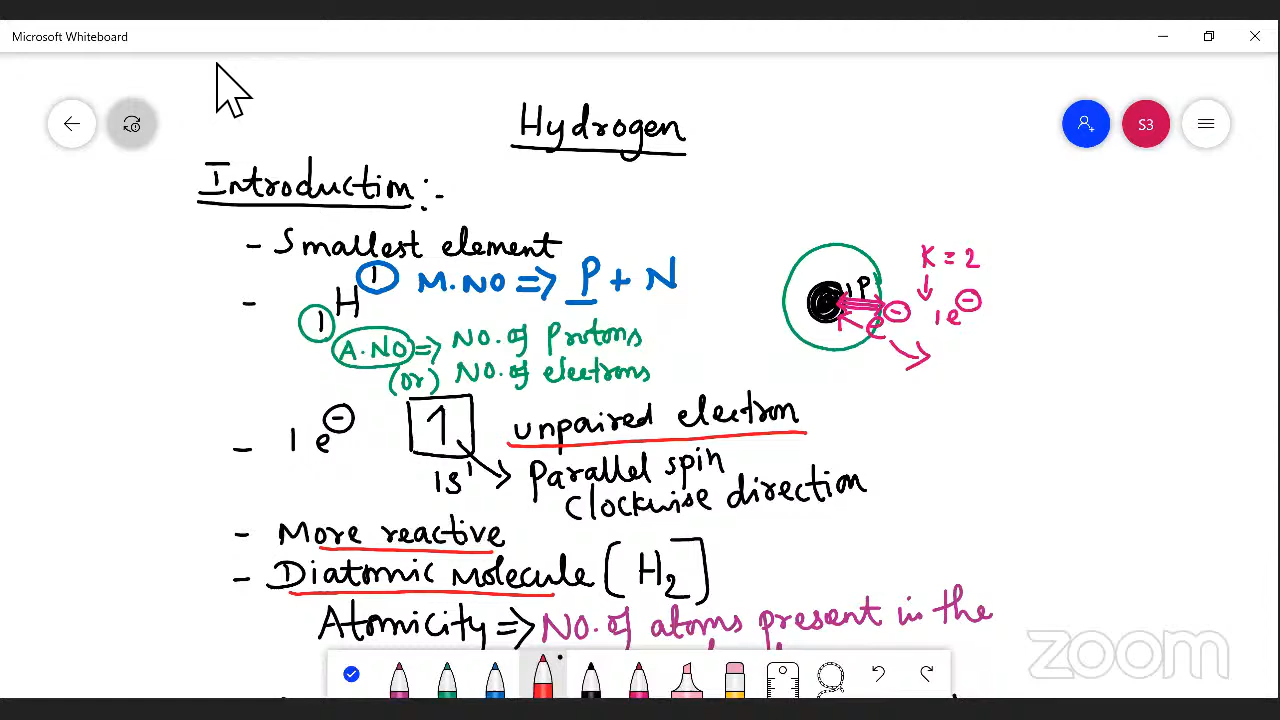 Microsoft Whiteboard
S3
Hydrogen
Introduction:-
- Smallest element
- 1 H 1 M.NO => P + N
A.NO => NO. of Protons
(or) NO. of electrons
1P
e -
K = 2
1e -
- 1 e - 1 unpaired electron
1s1 Parallel spin
clockwise direction
- More reactive
- Diatomic molecule [H2]
Atomicity => NO. of atoms present in the
zoom